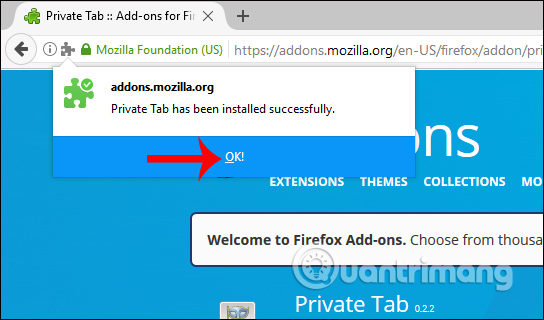 Private Tab :: Add-ons for Fi
Mozilla Foundation (US)
https://addons.mozilla.org/en-US/firefox/addon/pri
addons.mozilla.org
Private Tab has been installed successfully.
OK!
ons
EXTENSIONS THEMES COLLECTIONS MO
Welcome to Firefox Add-ons. Choose from thousa
Quantrimang
Private Tab 0.2.2